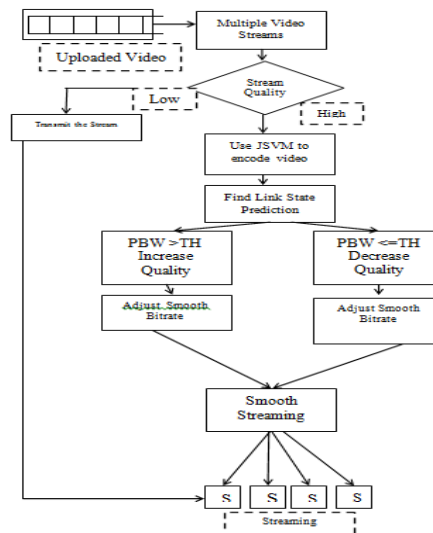 Multiple Video
Streams
Uploaded Video
Stream
Quality
Low
High
Transmit the Stream
Use JSVM to
encode video
Find Link State
Prediction
PBW >TH
Increase
Quality
PBW <=TH
Decrease
Quality
Adjust Smooth
Bitrate
Adjust Smooth
Bitrate
Smooth
Streaming
S
S
S
S
Streaming